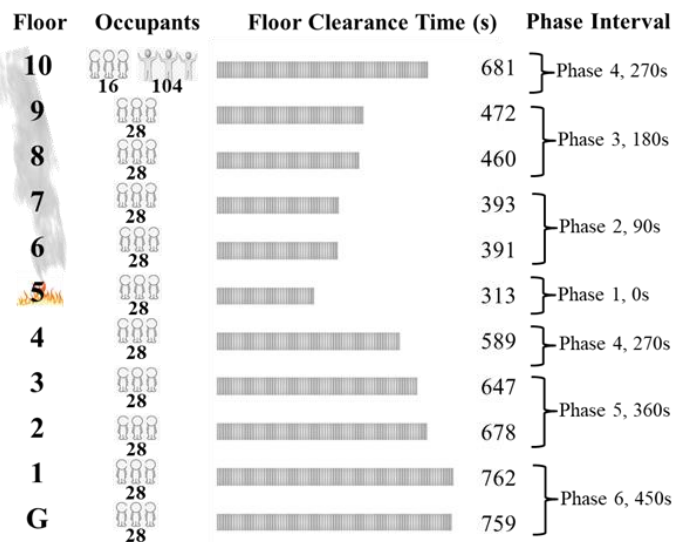 Floor Occupants Floor Clearance Time (s) Phase Interval
10 16 104 681 Phase 4, 270s
9 28 472
Phase 3, 180s
8 28 460
7 28 393
Phase 2, 90s
6 28 391
5 28 313 Phase 1, 0s
4 28 589 Phase 4, 270s
3 28 647
Phase 5, 360s
2 28 678
1 28 762
Phase 6, 450s
G 28 759